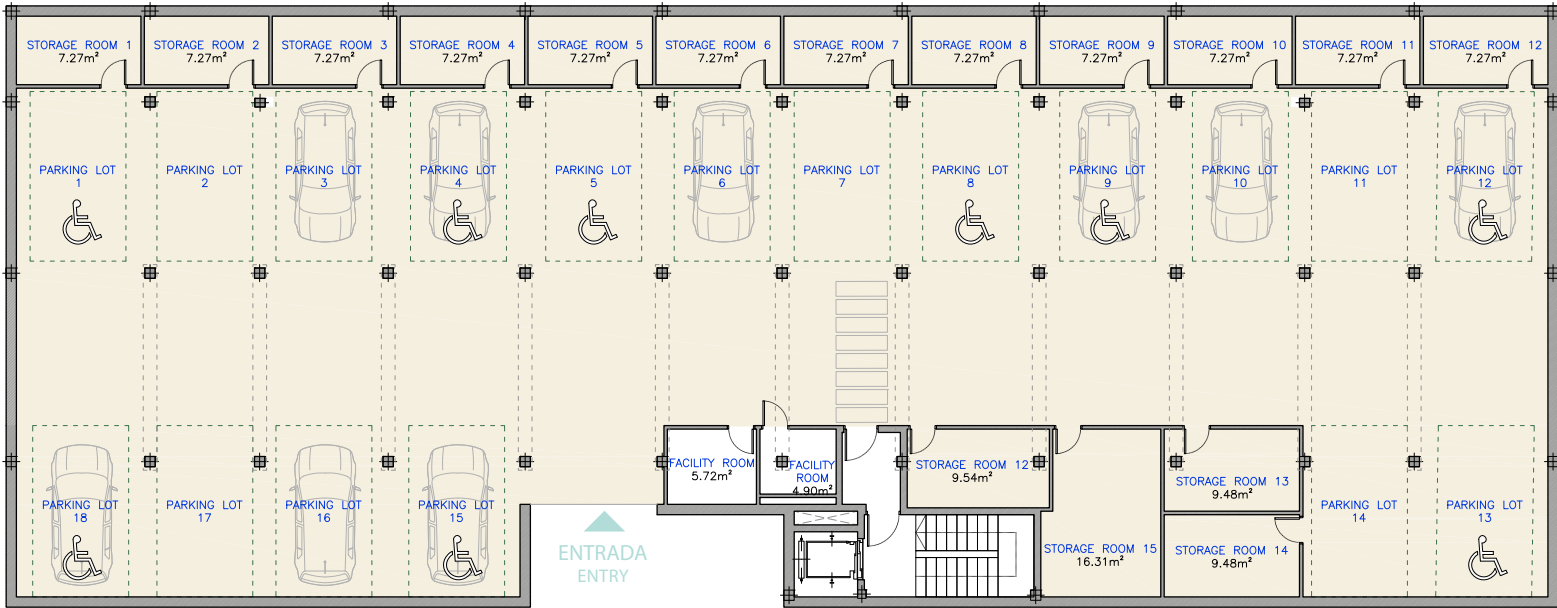 STORAGE ROOM 1
7.27m²
STORAGE ROOM 2
7.27m²
STORAGE ROOM 3
7.27m²
STORAGE ROOM 4
7.27m²
STORAGE ROOM 5
7.27m²
STORAGE ROOM 6
7.27m²
STORAGE ROOM 7
7.27m²
STORAGE ROOM 8
7.27m²
STORAGE ROOM 9
7.27m²
STORAGE ROOM 10
7.27m²
STORAGE ROOM 11
7.27m²
STORAGE ROOM 12
7.27m²
PARKING LOT
1
PARKING LOT
2
PARKING LOT
3
PARKING LOT
4
PARKING LOT
5
PARKING LOT
6
PARKING LOT
7
PARKING LOT
8
PARKING LOT
9
PARKING LOT
10
PARKING LOT
11
PARKING LOT
12
PARKING LOT
18
PARKING LOT
17
PARKING LOT
16
PARKING LOT
15
ENTRADA
ENTRY
FACILITY ROOM
5.72m²
FACILITY
ROOM
4.90m²
STORAGE ROOM 12
9.54m²
STORAGE ROOM 15
16.31m²
STORAGE ROOM 13
9.48m²
STORAGE ROOM 14
9.48m²
PARKING LOT
14
PARKING LOT
13